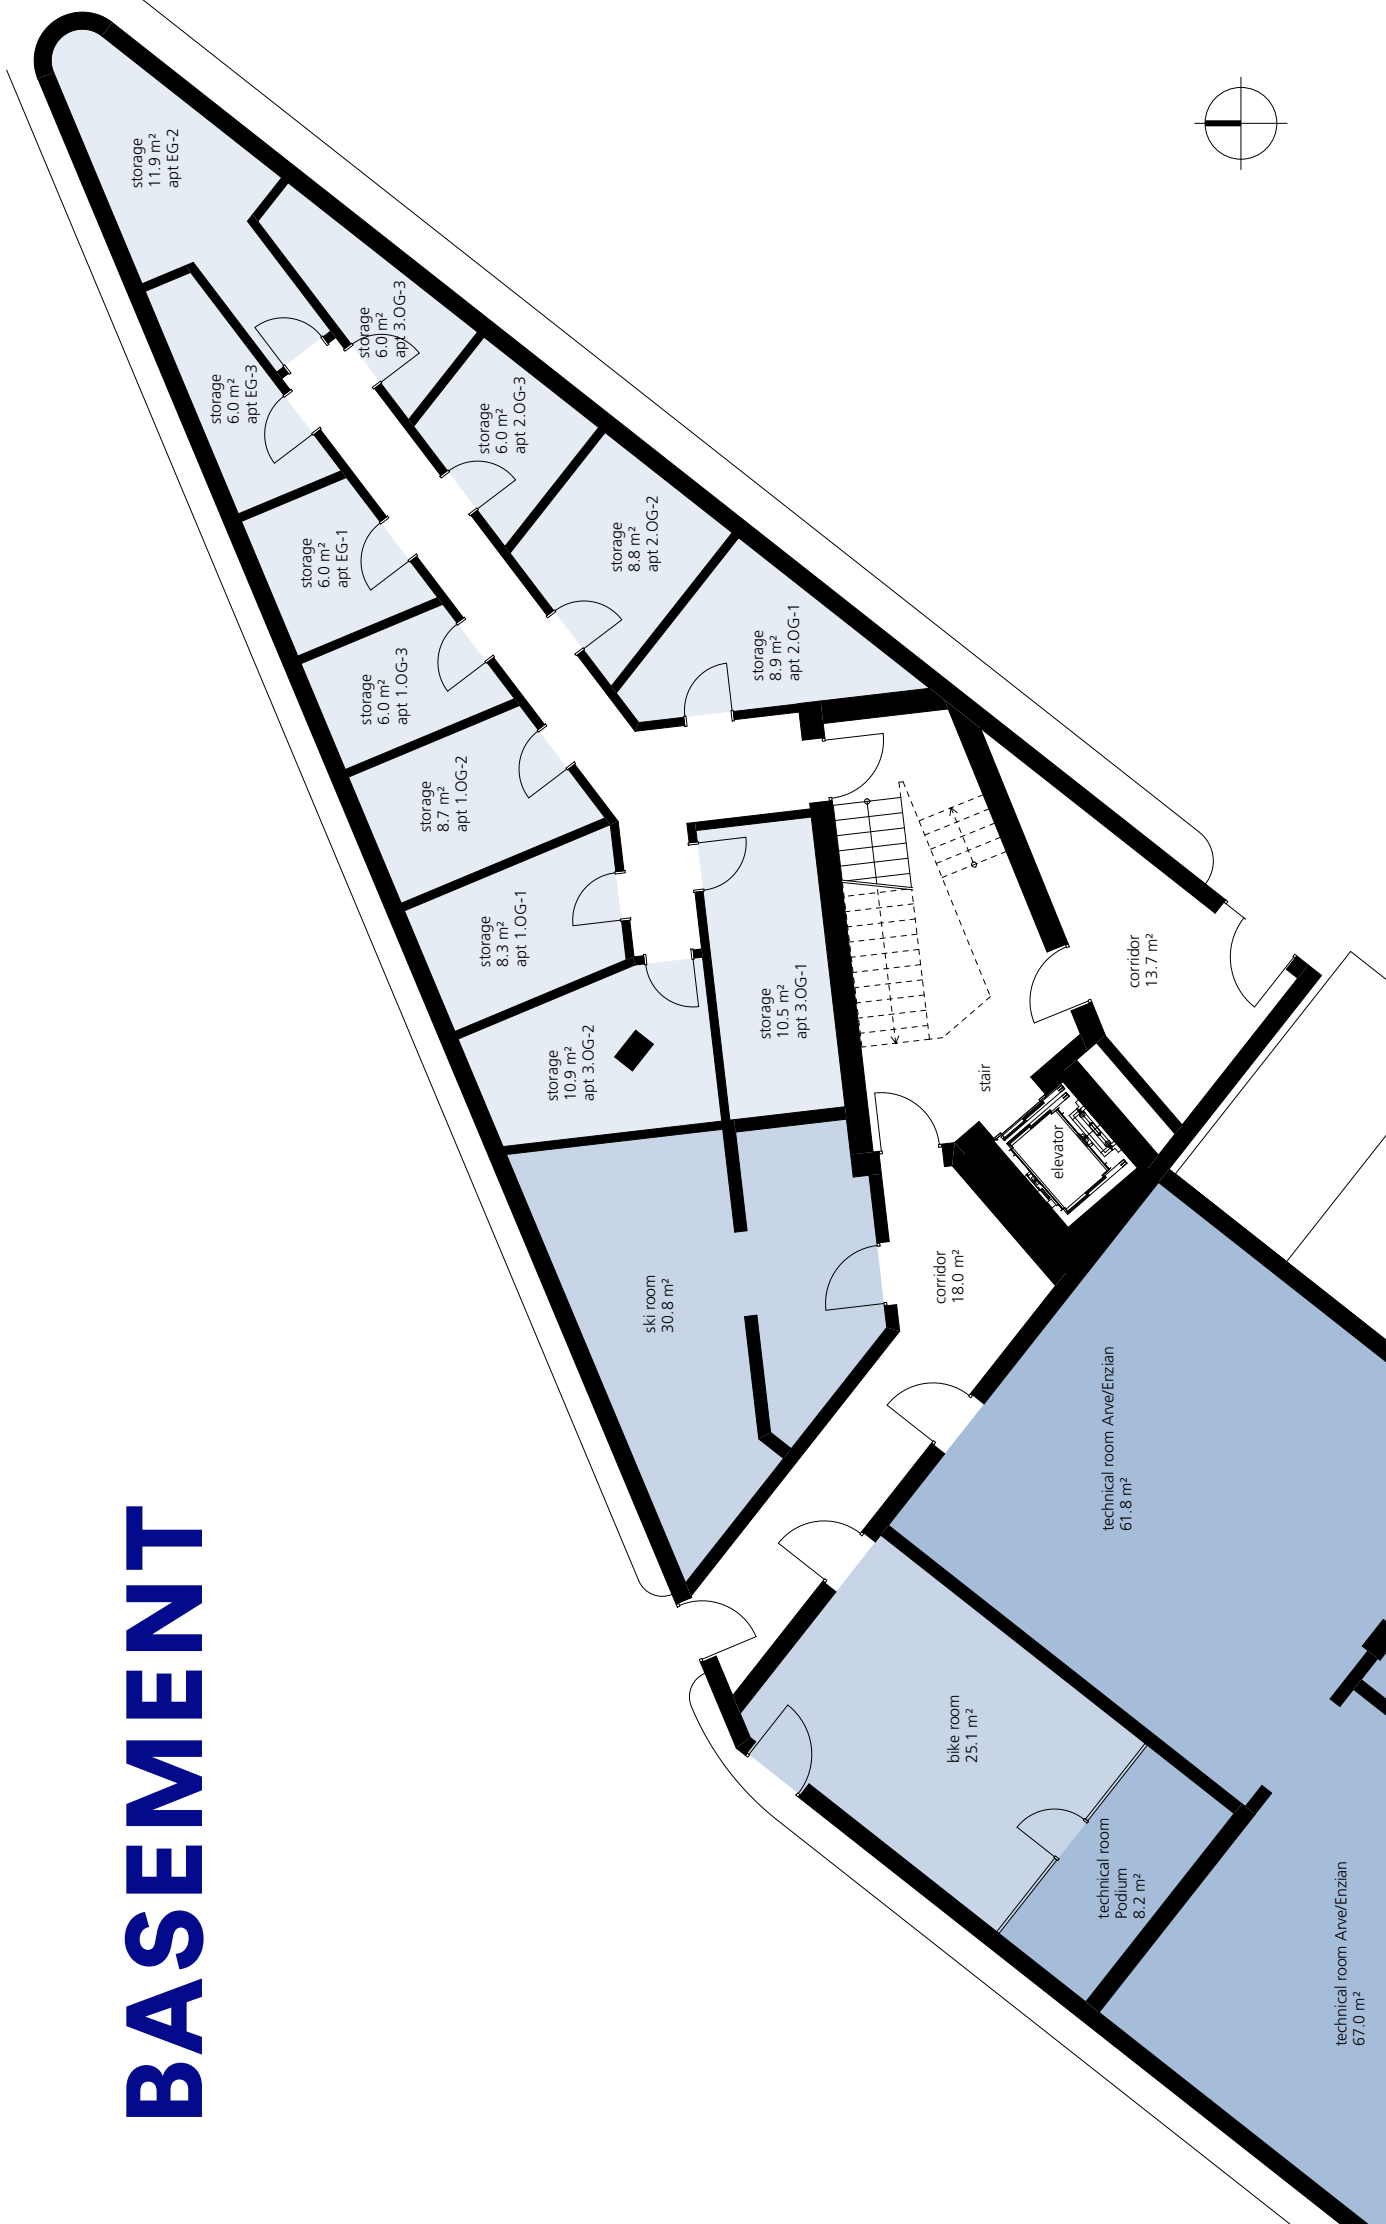 BASEMENT
storage
11.9 m²
apt EG-2
storage
6.0 m²
apt EG-3
storage
6.0 m²
apt 3.OG-3
storage
6.0 m²
apt EG-1
storage
6.0 m²
apt 2.OG-3
storage
6.0 m²
apt 1.OG-3
storage
8.8 m²
apt 2.OG-2
storage
8.7 m²
apt 1.OG-2
storage
8.9 m²
apt 2.OG-1
storage
8.3 m²
apt 1.OG-1
storage
10.9 m²
apt 3.OG-2
storage
10.5 m²
apt 3.OG-1
stair
elevator
corridor
13.7 m²
ski room
30.8 m²
corridor
18.0 m²
technical room Arve/Enzian
61.8 m²
bike room
25.1 m²
technical room
Podium
8.2 m²
technical room Arve/Enzian
67.0 m²